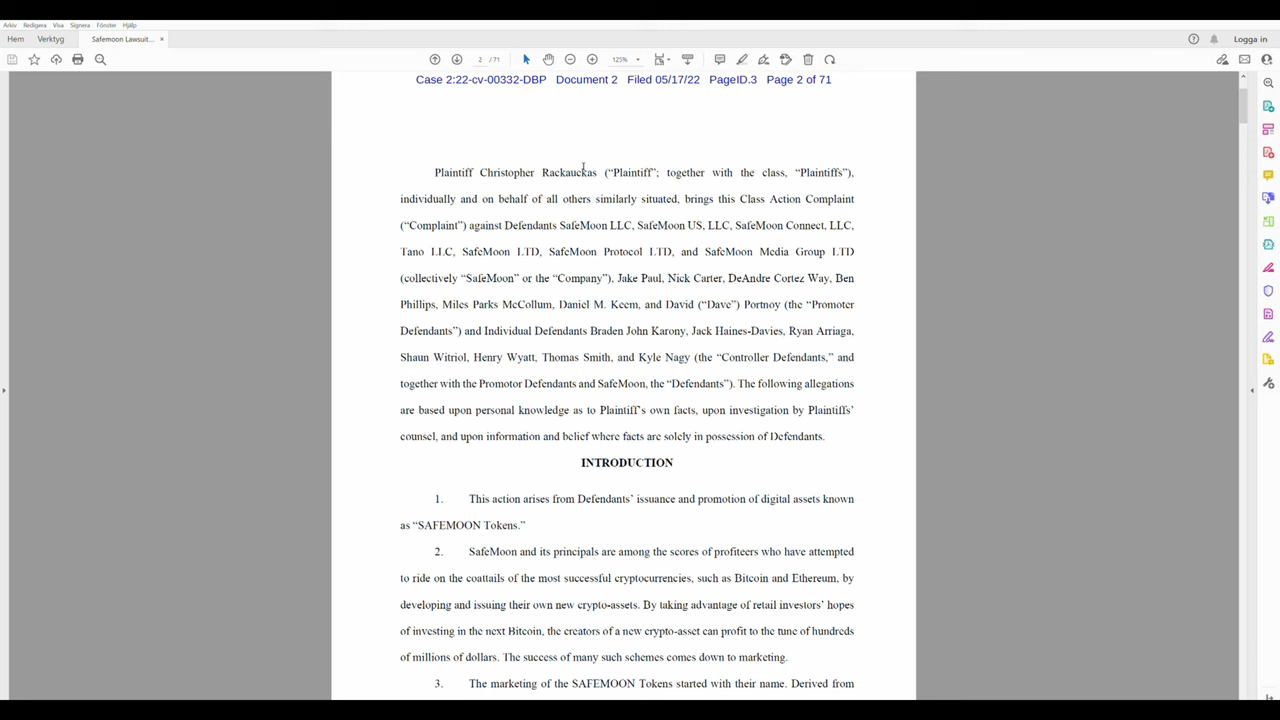 Arkiv Redigera Visa Signera Fönster Hjälp
Hem Verktyg Safemoon Lawsuit... × Logga in
2 / 71 125%
Case 2:22-cv-00332-DBP Document 2 Filed 05/17/22 PageID.3 Page 2 of 71
Plaintiff Christopher Rackauckas (“Plaintiff”; together with the class, “Plaintiffs”),
individually and on behalf of all others similarly situated, brings this Class Action Complaint
(“Complaint”) against Defendants SafeMoon LLC, SafeMoon US, LLC, SafeMoon Connect, LLC,
Tano LLC, SafeMoon LTD, SafeMoon Protocol LTD, and SafeMoon Media Group LTD
(collectively “SafeMoon” or the “Company”), Jake Paul, Nick Carter, DeAndre Cortez Way, Ben
Phillips, Miles Parks McCollum, Daniel M. Keem, and David (“Dave”) Portnoy (the “Promoter
Defendants”) and Individual Defendants Braden John Karony, Jack Haines-Davies, Ryan Arriaga,
Shaun Witriol, Henry Wyatt, Thomas Smith, and Kyle Nagy (the “Controller Defendants,” and
together with the Promotor Defendants and SafeMoon, the “Defendants”). The following allegations
are based upon personal knowledge as to Plaintiff’s own facts, upon investigation by Plaintiffs’
counsel, and upon information and belief where facts are solely in possession of Defendants.
INTRODUCTION
1. This action arises from Defendants’ issuance and promotion of digital assets known
as “SAFEMOON Tokens.”
2. SafeMoon and its principals are among the scores of profiteers who have attempted
to ride on the coattails of the most successful cryptocurrencies, such as Bitcoin and Ethereum, by
developing and issuing their own new crypto-assets. By taking advantage of retail investors’ hopes
of investing in the next Bitcoin, the creators of a new crypto-asset can profit to the tune of hundreds
of millions of dollars. The success of many such schemes comes down to marketing.
3. The marketing of the SAFEMOON Tokens started with their name. Derived from